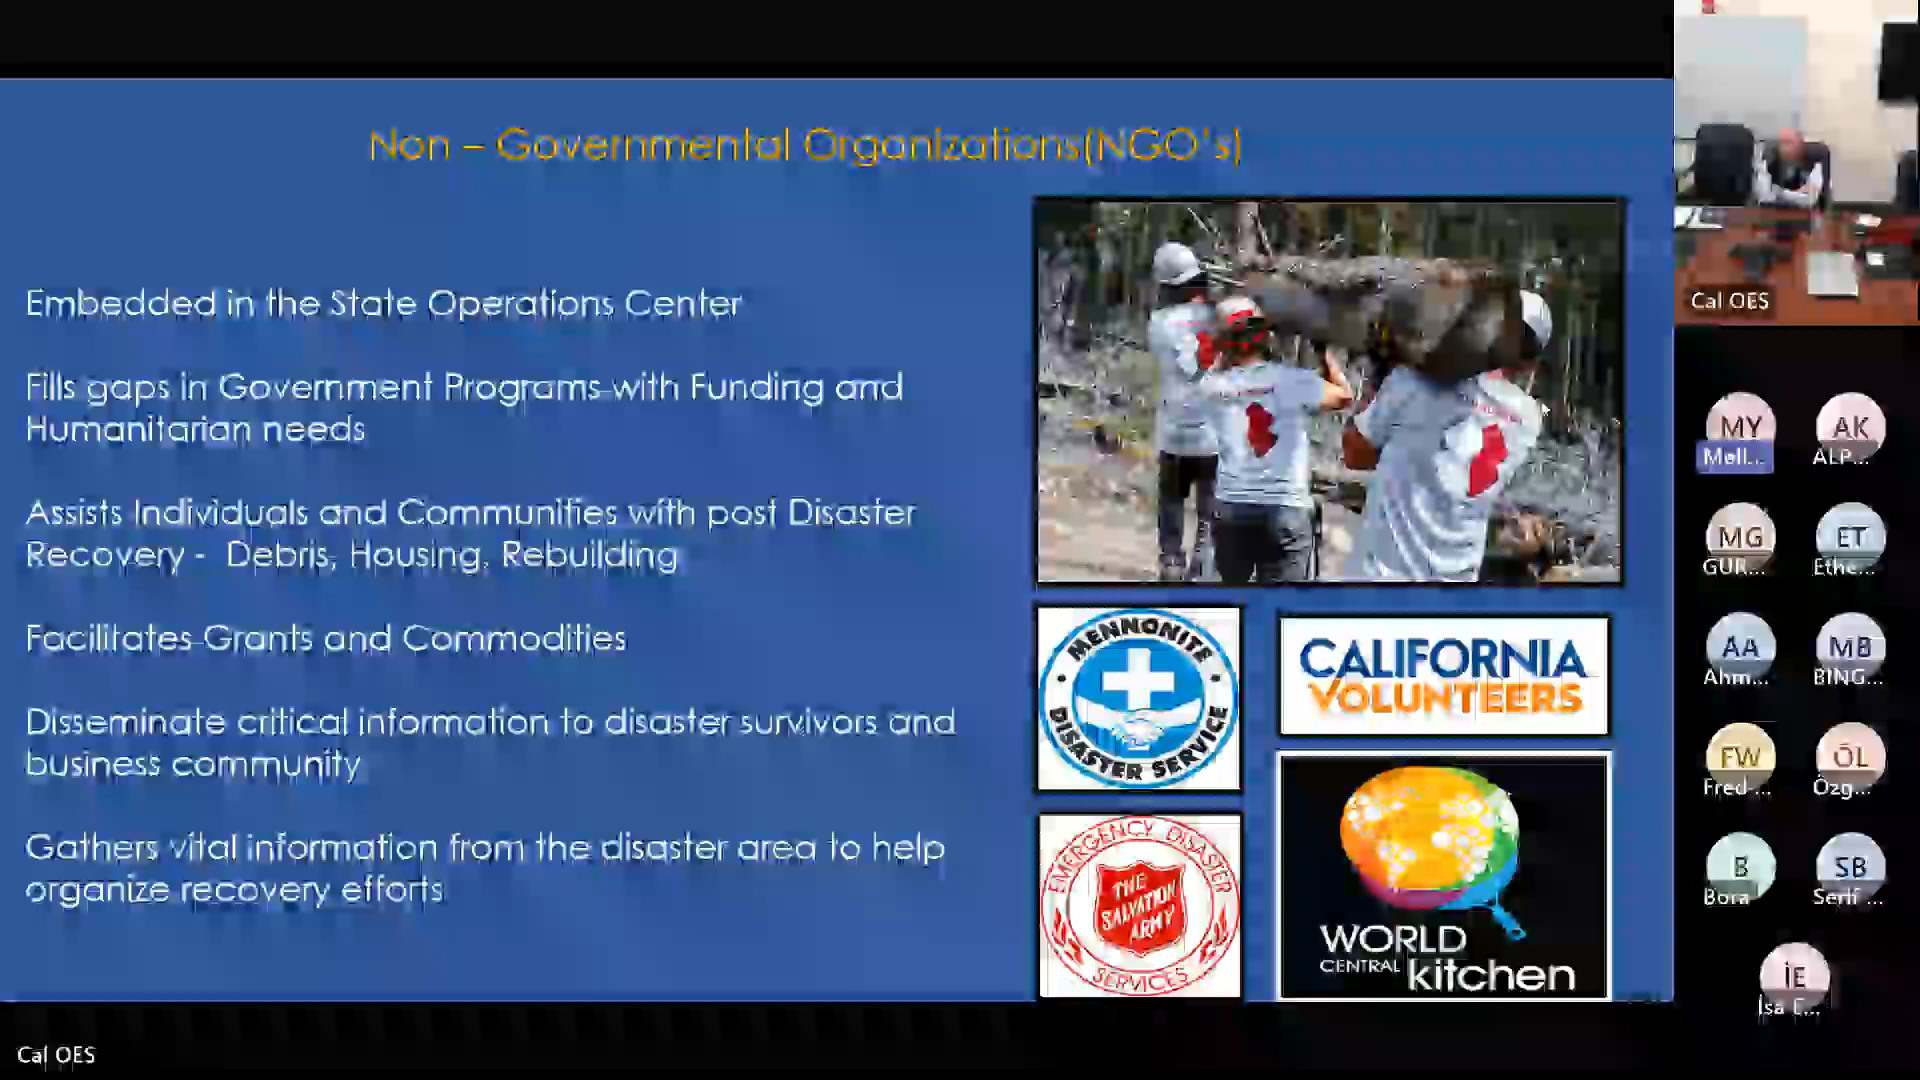 Non – Governmental Organizations(NGO's)
Embedded in the State Operations Center
Fills gaps in Government Programs with Funding and
Humanitarian needs
Assists Individuals and Communities with post Disaster
Recovery - Debris, Housing, Rebuilding
Facilitates Grants and Commodities
Disseminate critical information to disaster survivors and
business community
Gathers vital information from the disaster area to help
organize recovery efforts
MENNONITE
DISASTER SERVICE
CALIFORNIA
VOLUNTEERS
EMERGENCY DISASTER
THE
SALVATION
ARMY
SERVICES
WORLD
CENTRAL kitchen
Cal OES
Cal OES
MY AK
Mell... ALP...
MG ET
GUR... Ethe...
AA MB
Ahm... BING...
FW ÖL
Fred-... Özg...
B SB
Bora Serif ...
İE
İsa E...